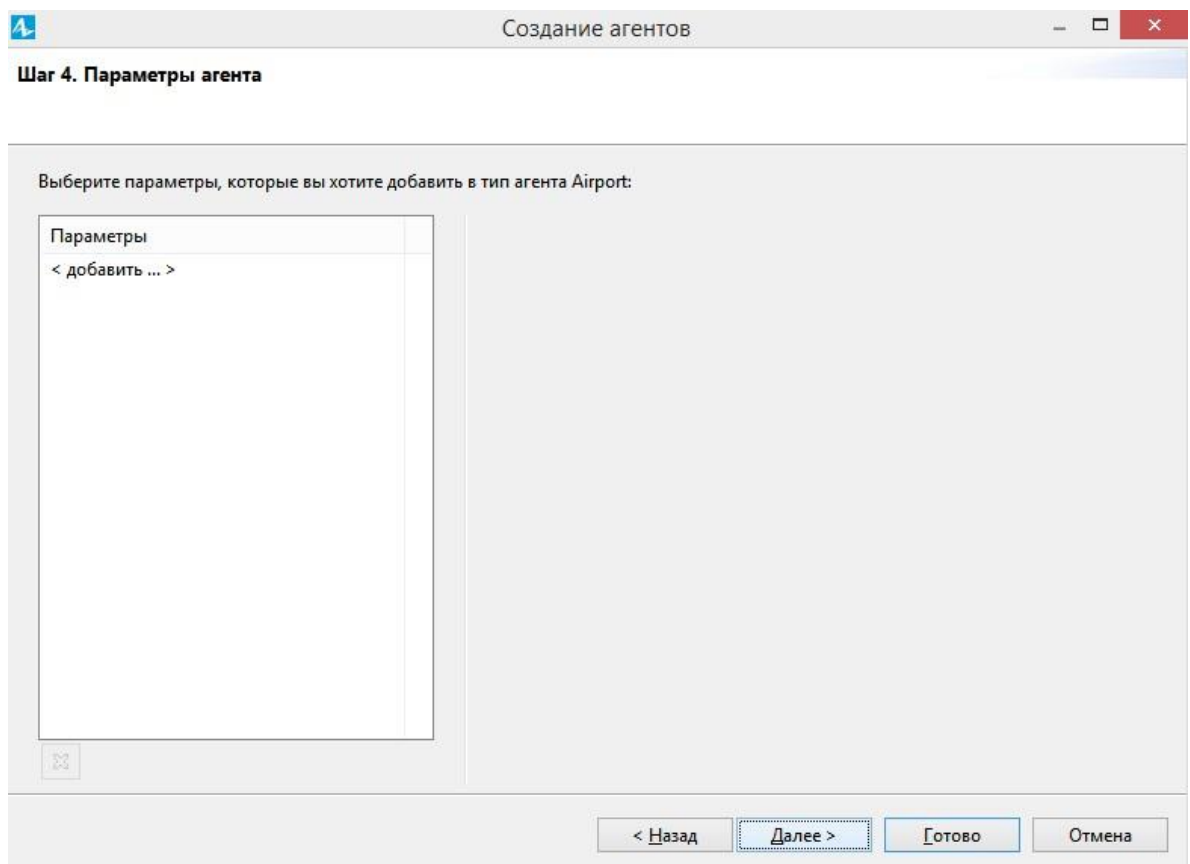 Создание агентов
Шаг 4. Параметры агента
Выберите параметры, которые вы хотите добавить в тип агента Airport:
Параметры
< добавить ... >
< Назад Далее > Готово Отмена